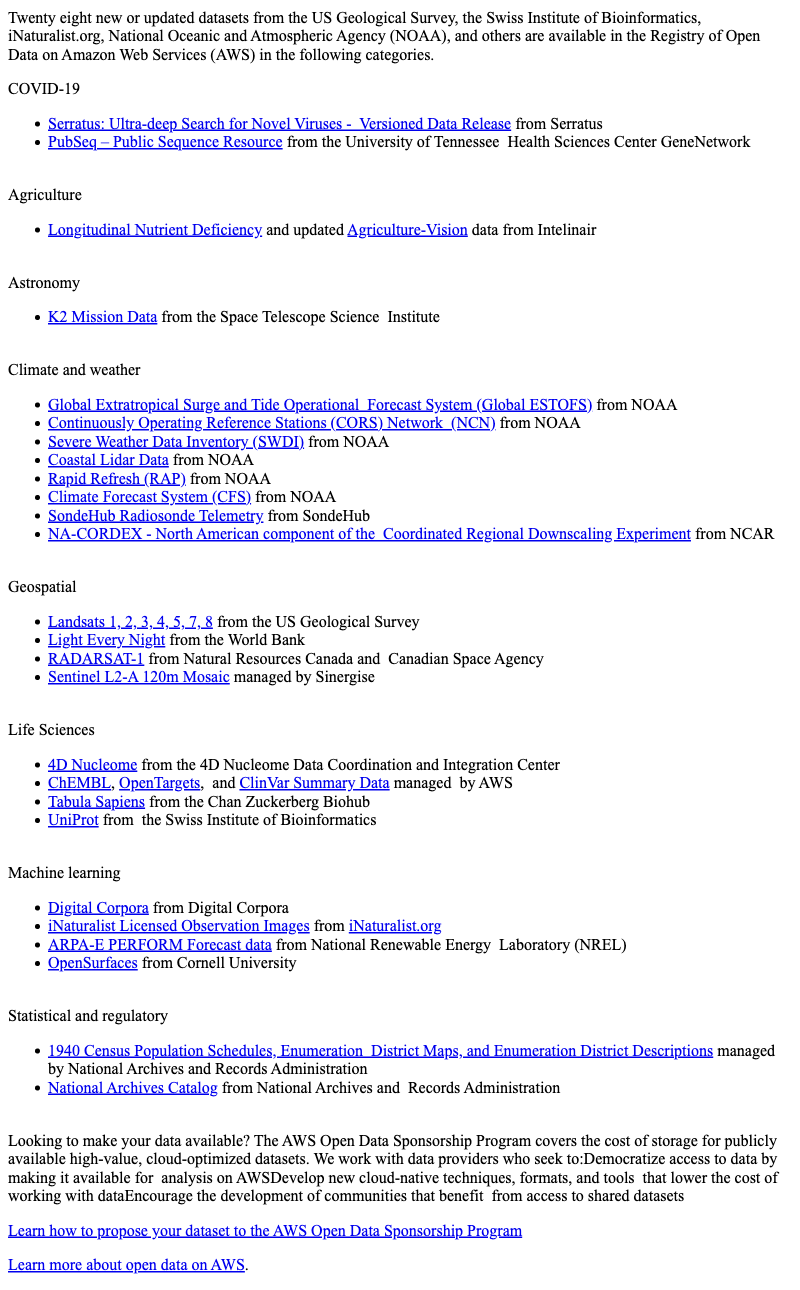 Twenty eight new or updated datasets from the US Geological Survey, the Swiss Institute of Bioinformatics,
iNaturalist.org, National Oceanic and Atmospheric Agency (NOAA), and others are available in the Registry of Open
Data on Amazon Web Services (AWS) in the following categories.
COVID-19
• Serratus: Ultra-deep Search for Novel Viruses -  Versioned Data Release from Serratus
• PubSeq – Public Sequence Resource from the University of Tennessee  Health Sciences Center GeneNetwork
Agriculture
• Longitudinal Nutrient Deficiency and updated Agriculture-Vision data from Intelinair
Astronomy
• K2 Mission Data from the Space Telescope Science  Institute
Climate and weather
• Global Extratropical Surge and Tide Operational  Forecast System (Global ESTOFS) from NOAA
• Continuously Operating Reference Stations (CORS) Network  (NCN) from NOAA
• Severe Weather Data Inventory (SWDI) from NOAA
• Coastal Lidar Data from NOAA
• Rapid Refresh (RAP) from NOAA
• Climate Forecast System (CFS) from NOAA
• SondeHub Radiosonde Telemetry from SondeHub
• NA-CORDEX - North American component of the  Coordinated Regional Downscaling Experiment from NCAR
Geospatial
• Landsats 1, 2, 3, 4, 5, 7, 8 from the US Geological Survey
• Light Every Night from the World Bank
• RADARSAT-1 from Natural Resources Canada and  Canadian Space Agency
• Sentinel L2-A 120m Mosaic managed by Sinergise
Life Sciences
• 4D Nucleome from the 4D Nucleome Data Coordination and Integration Center
• ChEMBL, OpenTargets,  and ClinVar Summary Data managed  by AWS
• Tabula Sapiens from the Chan Zuckerberg Biohub
• UniProt from  the Swiss Institute of Bioinformatics
Machine learning
• Digital Corpora from Digital Corpora
• iNaturalist Licensed Observation Images from iNaturalist.org
• ARPA-E PERFORM Forecast data from National Renewable Energy  Laboratory (NREL)
• OpenSurfaces from Cornell University
Statistical and regulatory
• 1940 Census Population Schedules, Enumeration  District Maps, and Enumeration District Descriptions managed
by National Archives and Records Administration
• National Archives Catalog from National Archives and  Records Administration
Looking to make your data available? The AWS Open Data Sponsorship Program covers the cost of storage for publicly
available high-value, cloud-optimized datasets. We work with data providers who seek to:Democratize access to data by
making it available for  analysis on AWSDevelop new cloud-native techniques, formats, and tools  that lower the cost of
working with dataEncourage the development of communities that benefit  from access to shared datasets
Learn how to propose your dataset to the AWS Open Data Sponsorship Program
Learn more about open data on AWS.